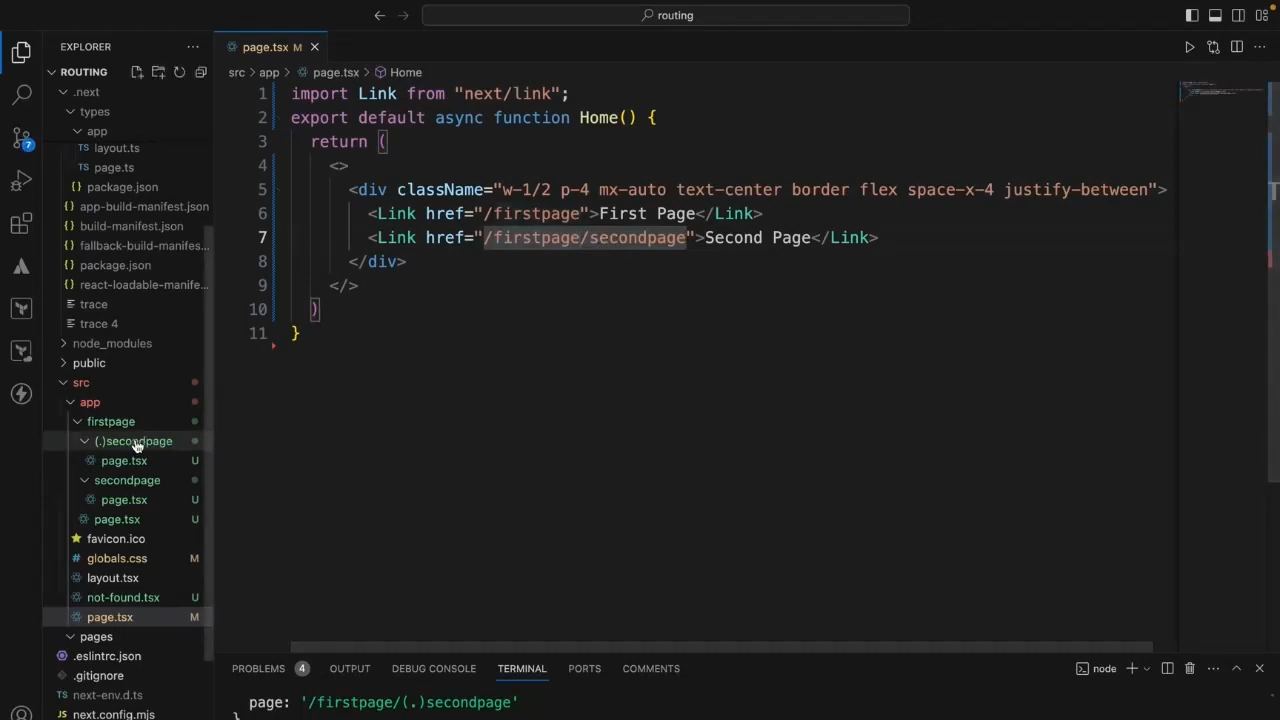 routing
EXPLORER
ROUTING
.next
types
app
layout.ts
page.ts
package.json
app-build-manifest.json
build-manifest.json
fallback-build-manifes...
package.json
react-loadable-manife...
trace
trace 4
node_modules
public
src
app
firstpage
(.)secondpage
page.tsx U
secondpage
page.tsx U
page.tsx U
favicon.ico
globals.css M
layout.tsx
not-found.tsx U
page.tsx M
pages
.eslintrc.json
.gitignore
next-env.d.ts
next.config.mjs
7
page.tsx M
src > app > page.tsx > Home
1 import Link from "next/link";
2 export default async function Home() {
3 return (
4 <>
5 <div className="w-1/2 p-4 mx-auto text-center border flex space-x-4 justify-between">
6 <Link href="/firstpage">First Page</Link>
7 <Link href="/firstpage/secondpage">Second Page</Link>
8 </div>
9 </>
10 )
11 }
PROBLEMS 4 OUTPUT DEBUG CONSOLE TERMINAL PORTS COMMENTS node
page: '/firstpage/(.)secondpage'
}